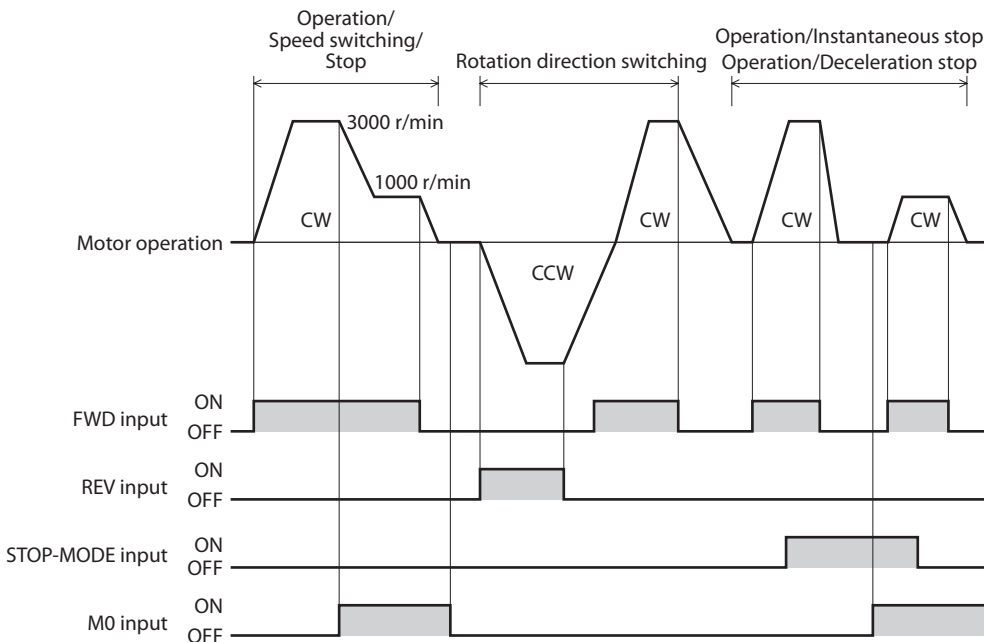 Operation/
Speed switching/
Stop
Rotation direction switching
Operation/Instantaneous stop
Operation/Deceleration stop
3000 r/min
1000 r/min
CW
CW
CW
CW
Motor operation
CCW
FWD input
ON
OFF
REV input
ON
OFF
STOP-MODE input
ON
OFF
M0 input
ON
OFF